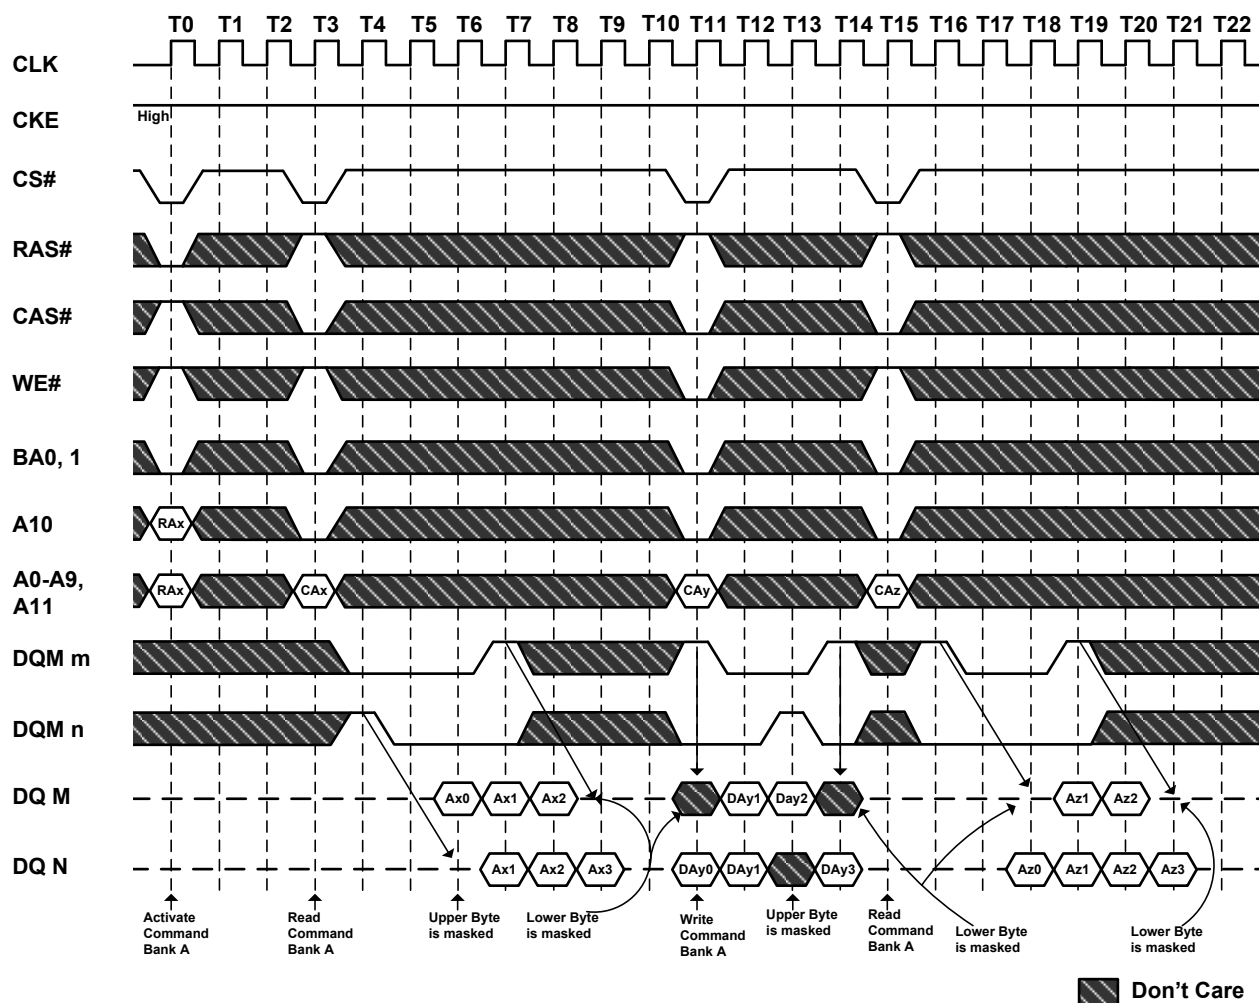 T0 T1 T2 T3 T4 T5 T6 T7 T8 T9 T10 T11 T12 T13 T14 T15 T16 T17 T18 T19 T20 T21 T22
CLK
CKE
High
CS#
RAS#
CAS#
WE#
BA0, 1
A10
RAx
A0-A9,
A11
RAx CAx CAy CAz
DQM m
DQM n
DQ M
Ax0 Ax1 Ax2 DAy1 Day2 Az1 Az2
DQ N
Ax1 Ax2 Ax3 DAy0 DAy1 DAy3 Az0 Az1 Az2 Az3
Activate
Command
Bank A
Read
Command
Bank A
Upper Byte
is masked
Lower Byte
is masked
Write
Command
Bank A
Upper Byte
is masked
Read
Command
Bank A
Lower Byte
is masked
Lower Byte
is masked
Don't Care